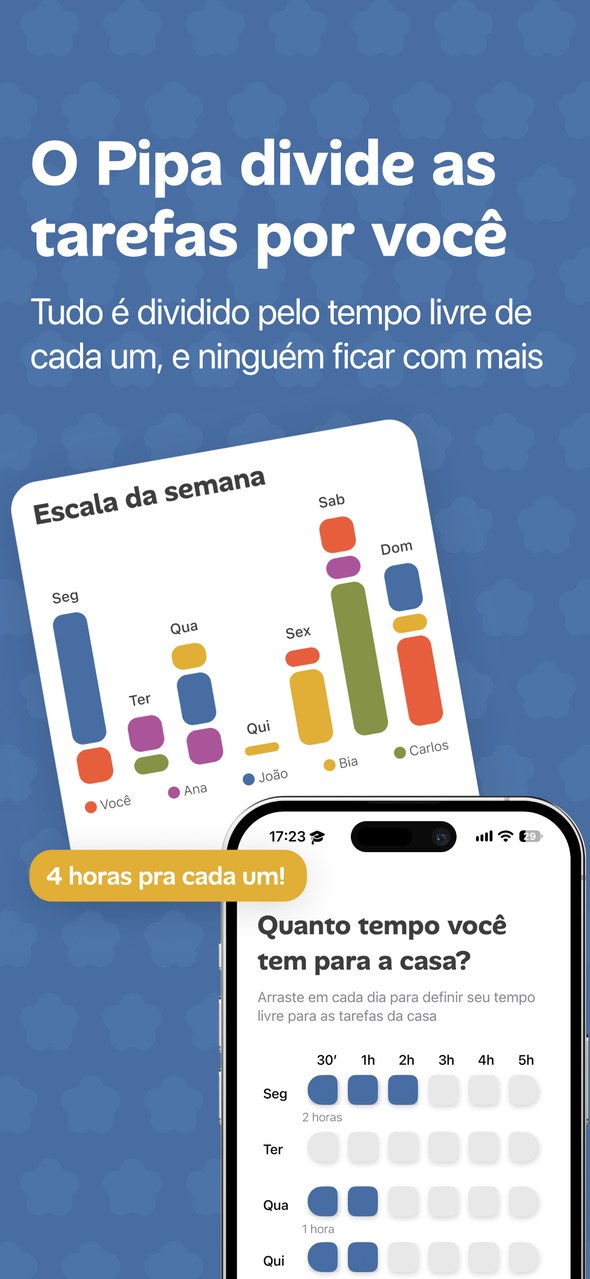 O Pipa divide as
tarefas por você
Tudo é dividido pelo tempo livre de
cada um, e ninguém ficar com mais
Escala da semana
Seg
Ter
Qua
Qui
Sex
Sab
Dom
Você
Ana
João
Bia
Carlos
4 horas pra cada um!
17:23
29
Quanto tempo você
tem para a casa?
Arraste em cada dia para definir seu tempo
livre para as tarefas da casa
30’ 1h 2h 3h 4h 5h
Seg
2 horas
Ter
Qua
1 hora
Qui